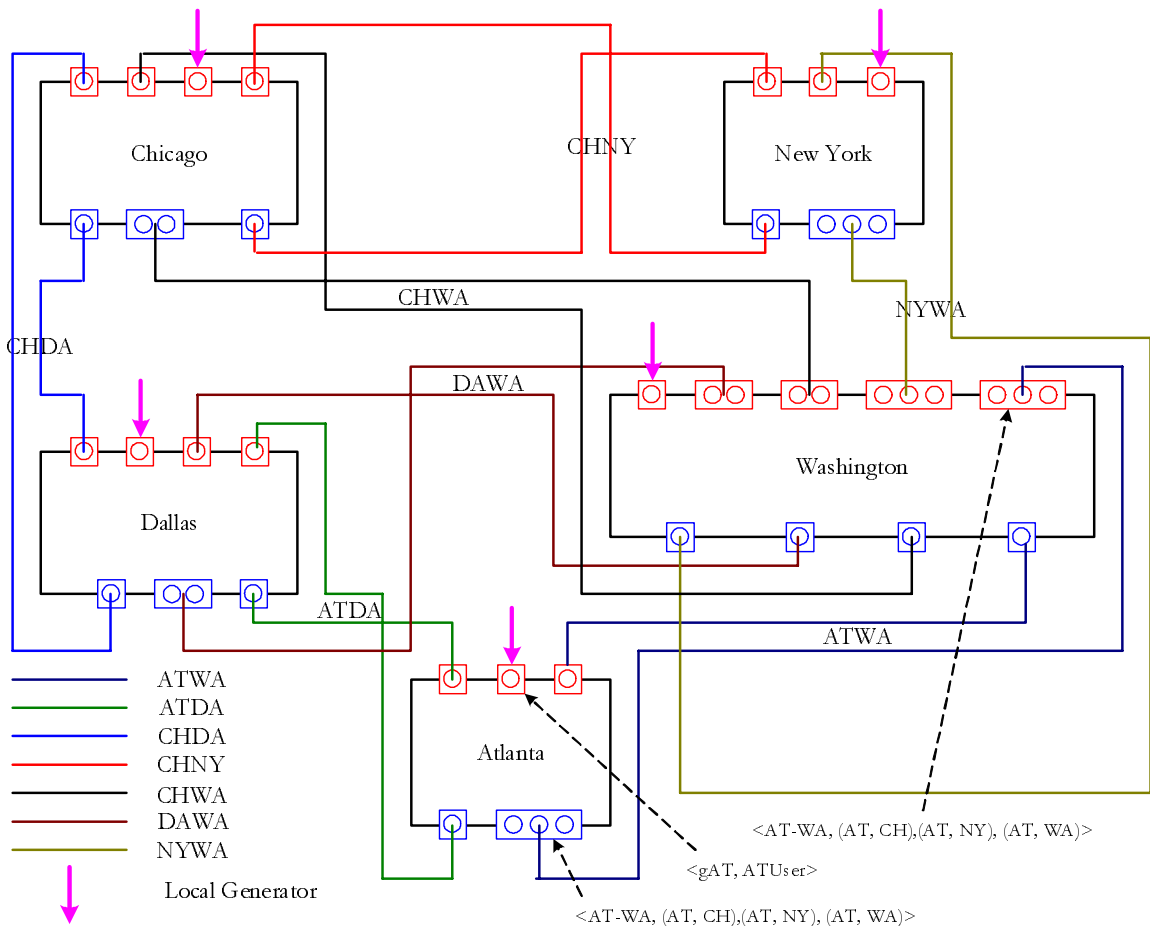 CHNY
Chicago
New York
CHWA
NYWA
CHDA
DAWA
Washington
Dallas
ATDA
ATWA
ATWA
ATDA
CHDA
CHNY
CHWA
DAWA
NYWA
Local Generator
Atlanta
<AT-WA, (AT, CH),(AT, NY), (AT, WA)>
<gAT, ATUser>
<AT-WA, (AT, CH),(AT, NY), (AT, WA)>